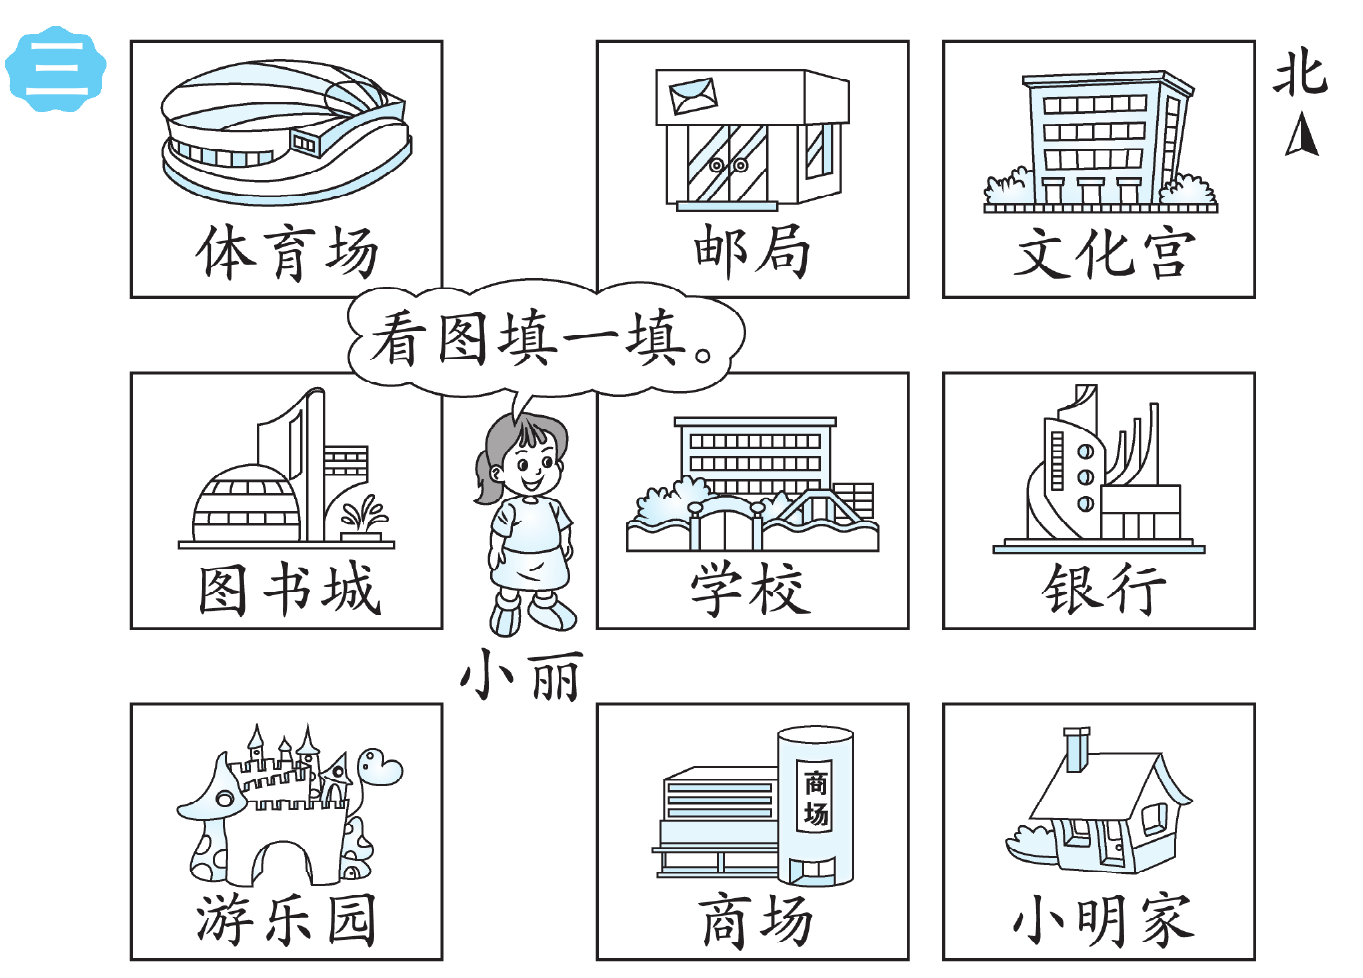 三
北
体育场
邮局
文化宫
看图填一填。
图书城
学校
银行
小丽
商场
游乐园
商场
小明家